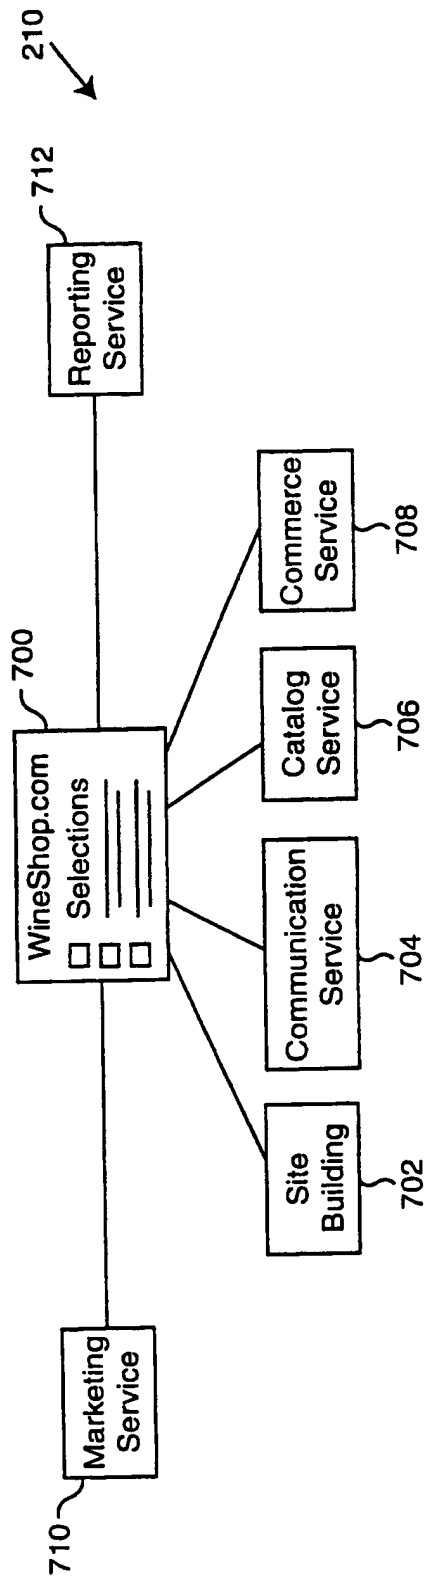 210
700
712
WineShop.com
Selections
Reporting
Service
Marketing
Service
710
Site
Building
Communication
Service
Catalog
Service
Commerce
Service
702
704
706
708